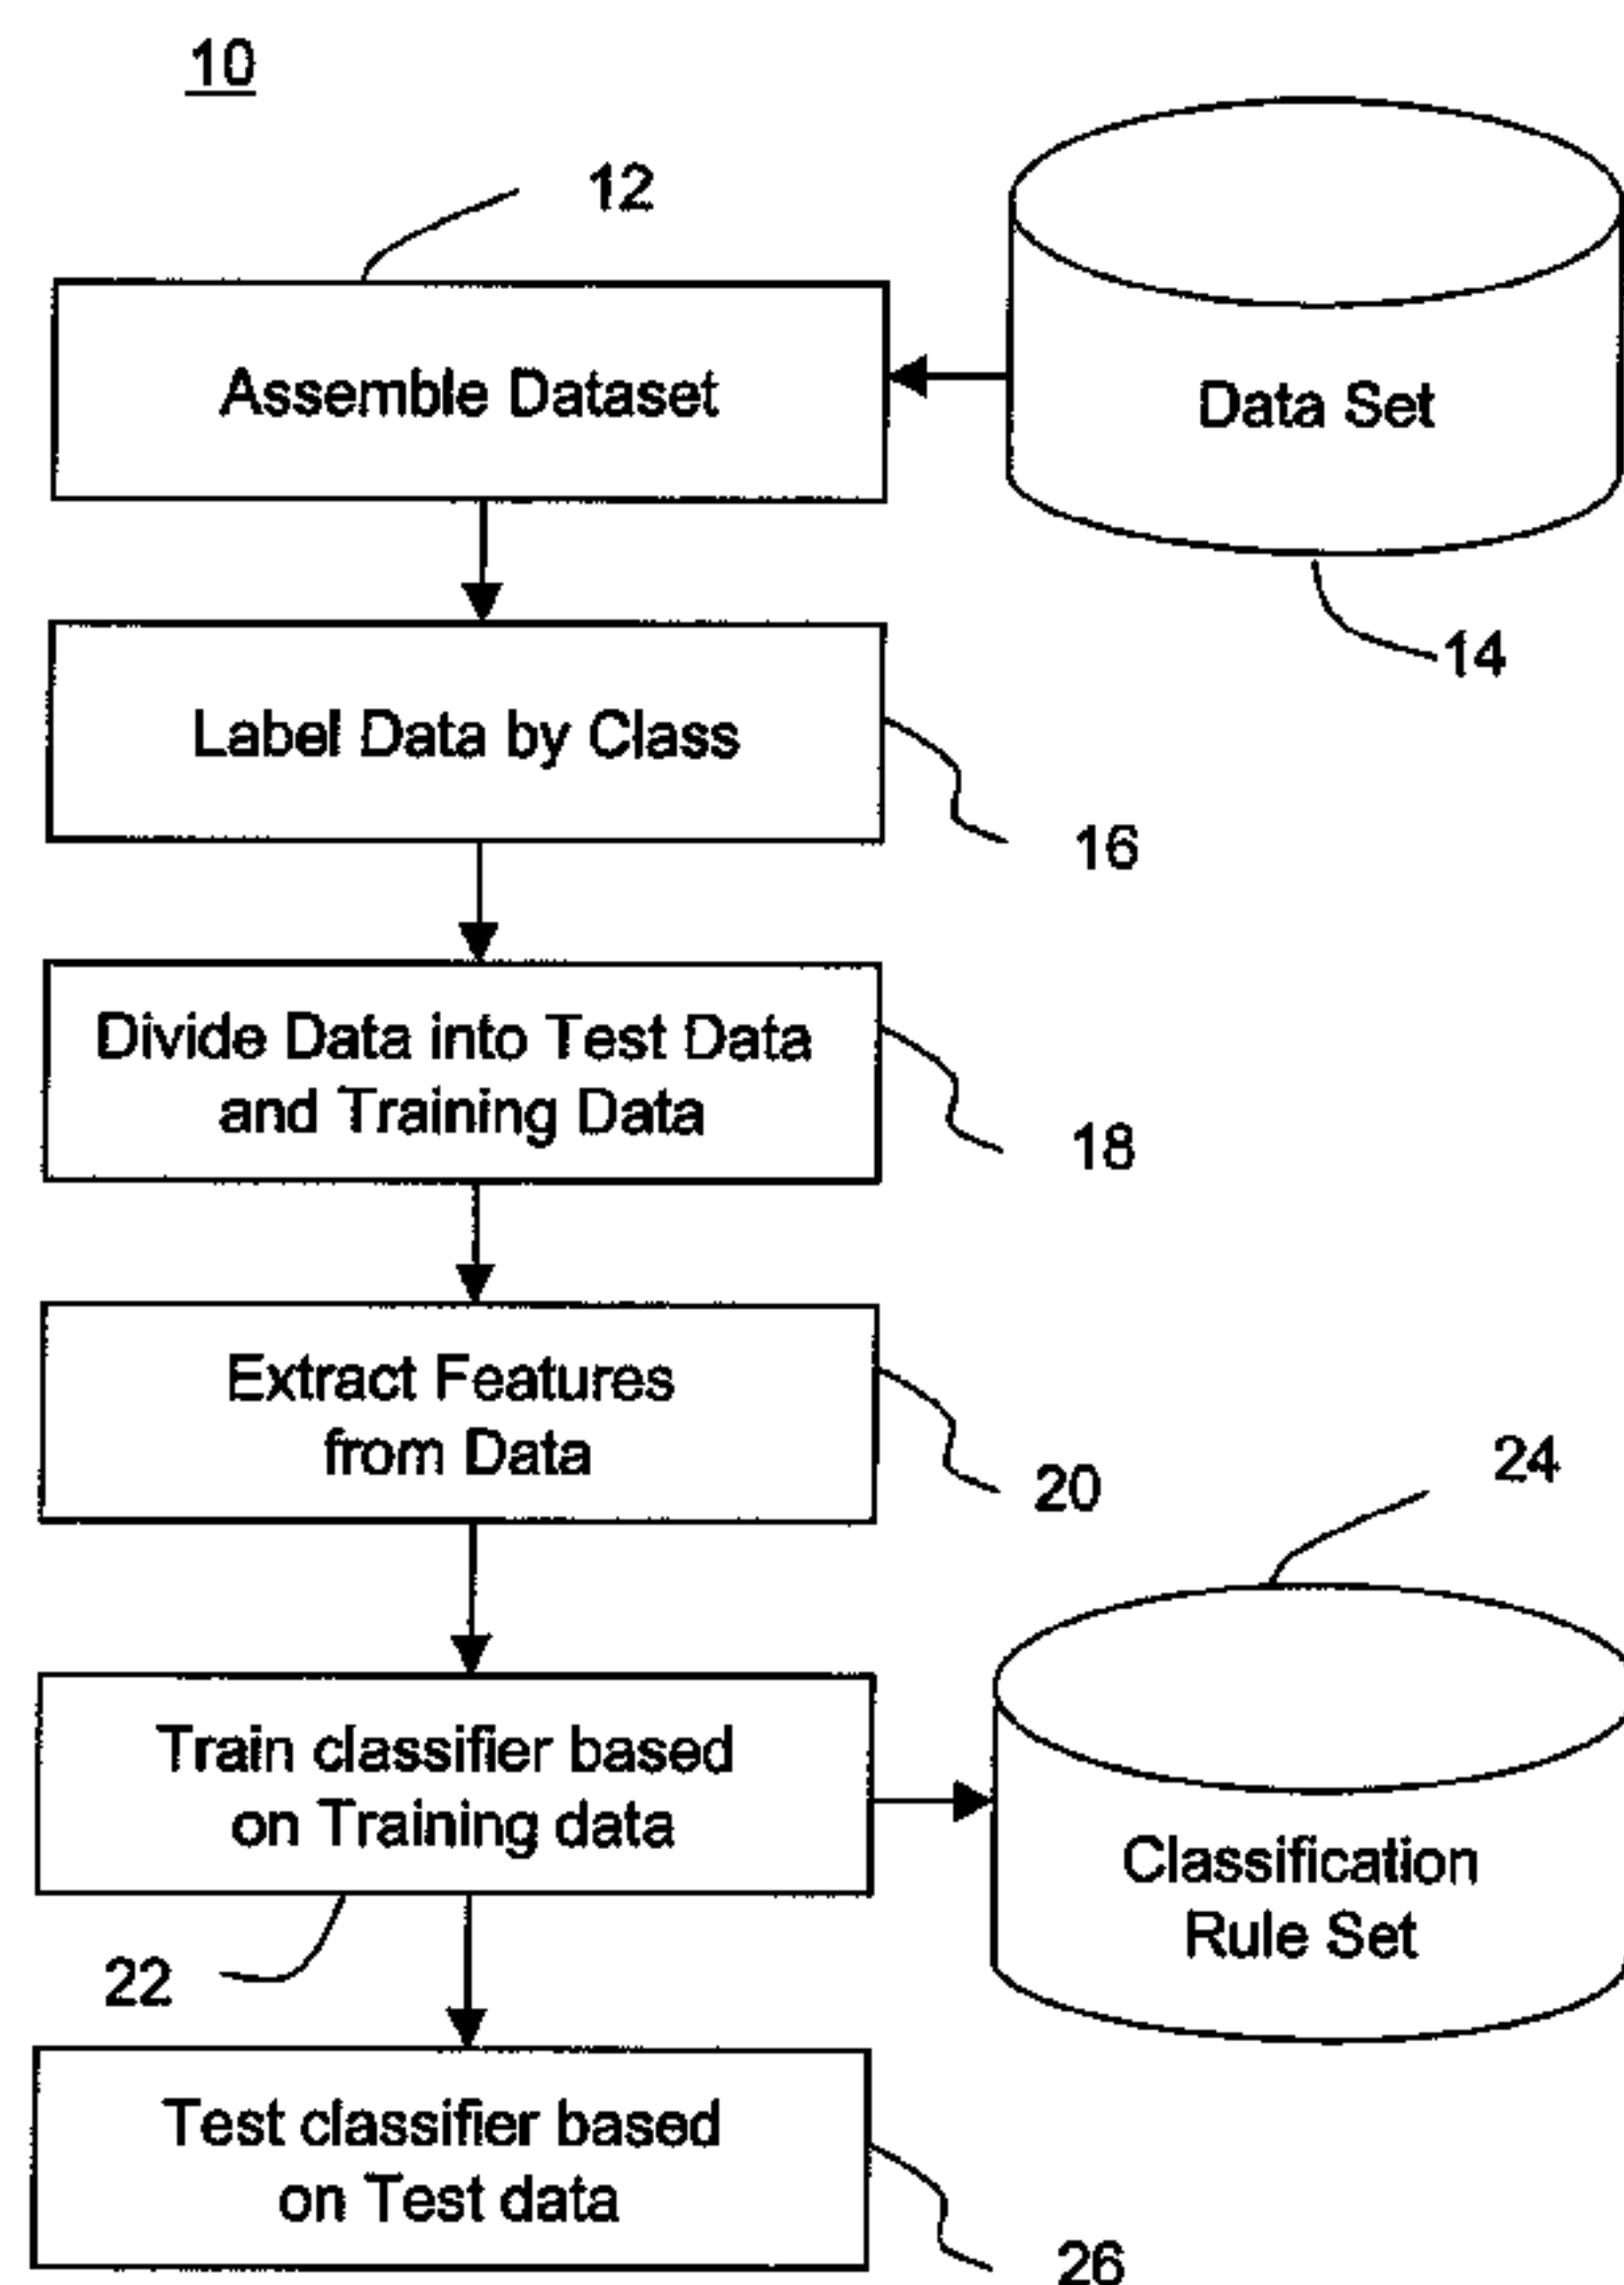 10
12
Assemble Dataset
Data Set
14
Label Data by Class
16
Divide Data into Test Data
and Training Data
18
Extract Features
from Data
20
24
Train classifier based
on Training data
Classification
Rule Set
22
Test classifier based
on Test data
26